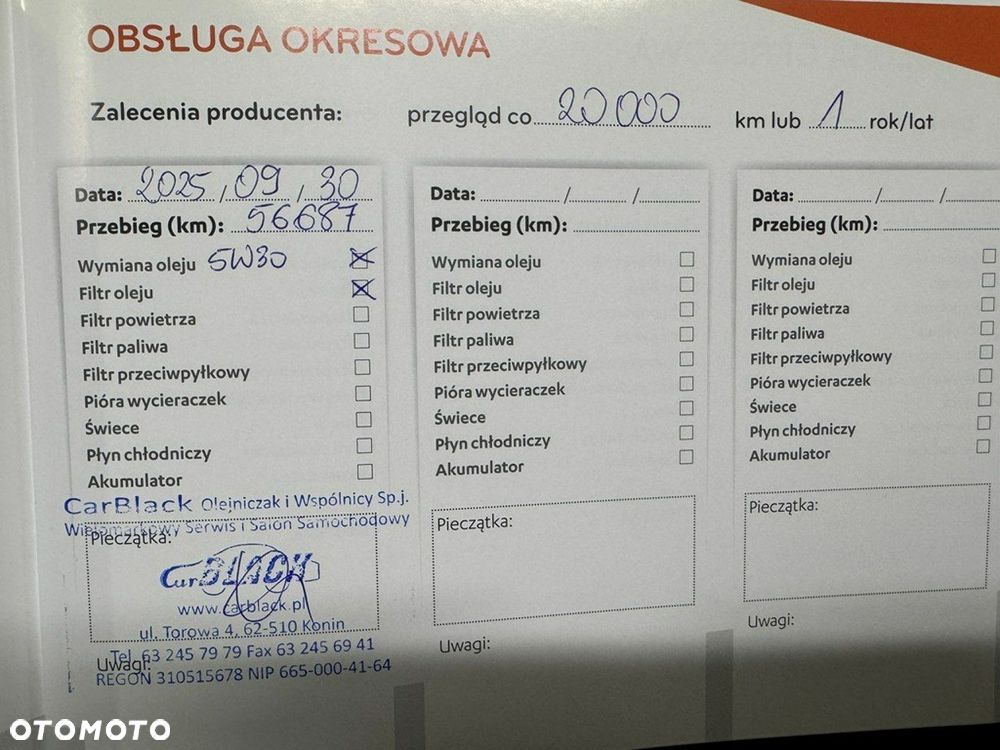 OBSŁUGA OKRESOWA
Zalecenia producenta: przegląd co 20 000 km lub 1 rok/lat
Data: 2025 / 09 / 30
Przebieg (km): 56687
Wymiana oleju 5W30
Filtr oleju
Filtr powietrza
Filtr paliwa
Filtr przeciwpyłkowy
Pióra wycieraczek
Świece
Płyn chłodniczy
Akumulator
CarBlack Olejniczak i Wspólnicy Sp.j.
Wielomarkowy Serwis i Salon Samochodowy
Pieczątka:
CarBLACK
www.carblack.pl
ul. Torowa 4, 62-510 Konin
Tel. 63 245 79 79 Fax 63 245 69 41
Uwagi:
REGON 310515678 NIP 665-000-41-64
Data: / /
Przebieg (km):
Wymiana oleju
Filtr oleju
Filtr powietrza
Filtr paliwa
Filtr przeciwpyłkowy
Pióra wycieraczek
Świece
Płyn chłodniczy
Akumulator
Pieczątka:
Uwagi:
Data: / /
Przebieg (km):
Wymiana oleju
Filtr oleju
Filtr powietrza
Filtr paliwa
Filtr przeciwpyłkowy
Pióra wycieraczek
Świece
Płyn chłodniczy
Akumulator
Pieczątka:
Uwagi:
OTOMOTO